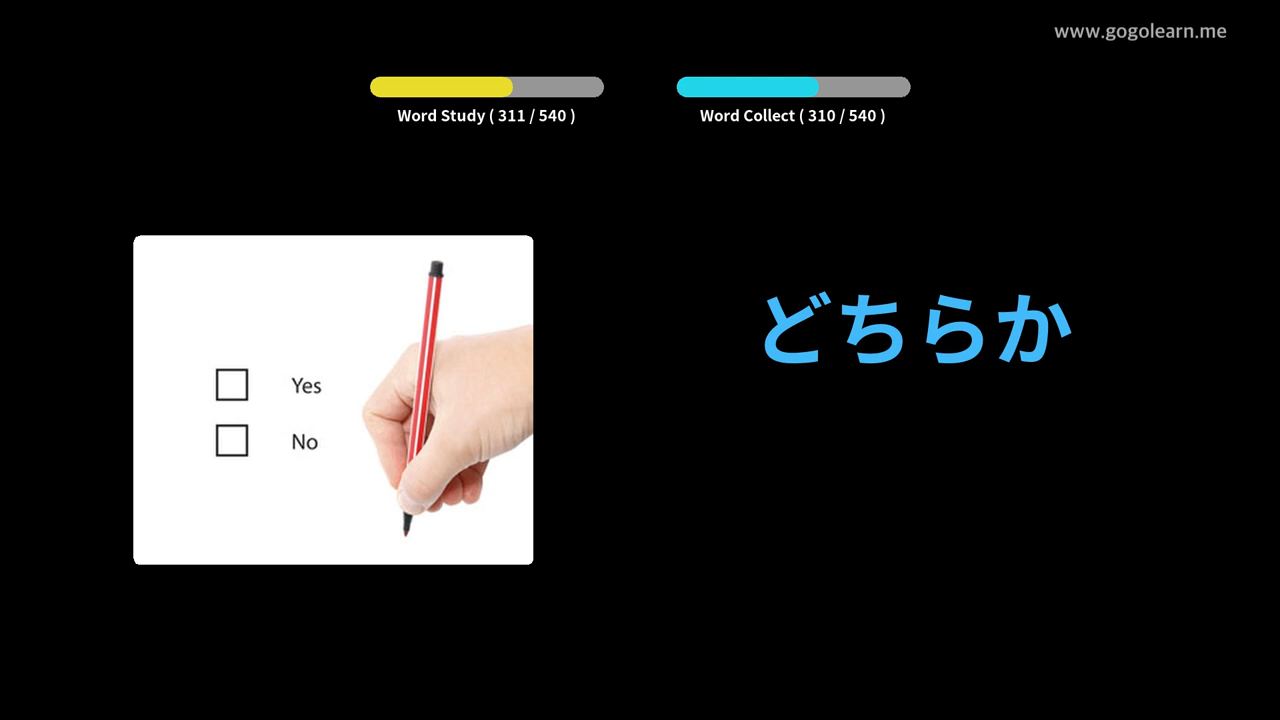 www.gogolearn.me
Word Study ( 311 / 540 )
Word Collect ( 310 / 540 )
Yes
No
どちらか